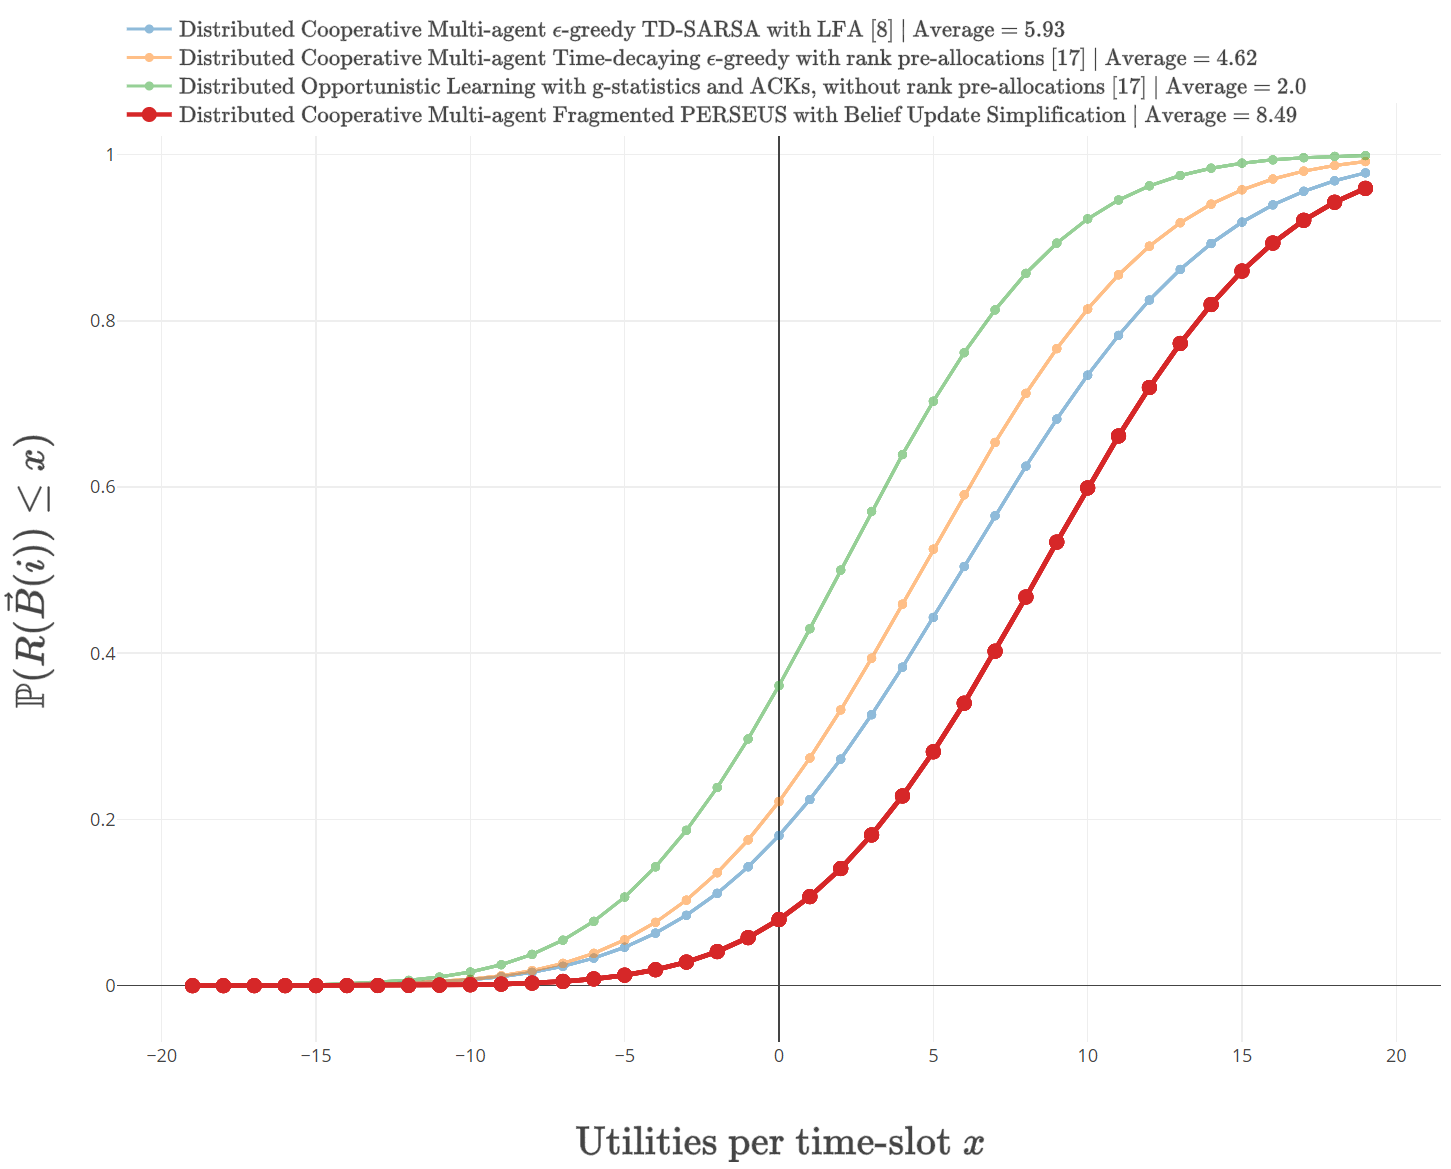 Distributed Cooperative Multi-agent ϵ-greedy TD-SARSA with LFA [8] | Average = 5.93
Distributed Cooperative Multi-agent Time-decaying ϵ-greedy with rank pre-allocations [17] | Average = 4.62
Distributed Opportunistic Learning with g-statistics and ACKs, without rank pre-allocations [17] | Average = 2.0
Distributed Cooperative Multi-agent Fragmented PERSEUS with Belief Update Simplification | Average = 8.49
1
0.8
0.6
0.4
0.2
0
ℙ(R(B⃗(i)) ≤ x)
−20 −15 −10 −5 0 5 10 15 20
Utilities per time-slot x